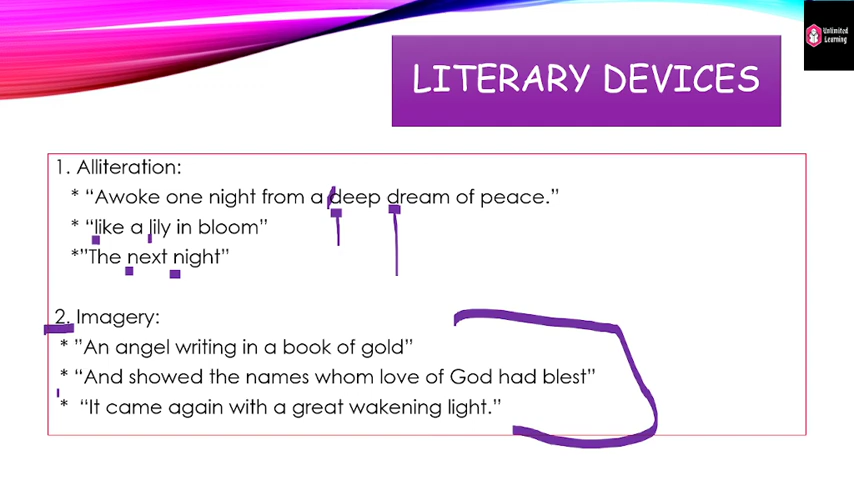 Unlimited
Learning
LITERARY DEVICES
1. Alliteration:
* “Awoke one night from a deep dream of peace.”
* “like a lily in bloom”
*”The next night”
2. Imagery:
* ”An angel writing in a book of gold”
* “And showed the names whom love of God had blest”
* “It came again with a great wakening light.”